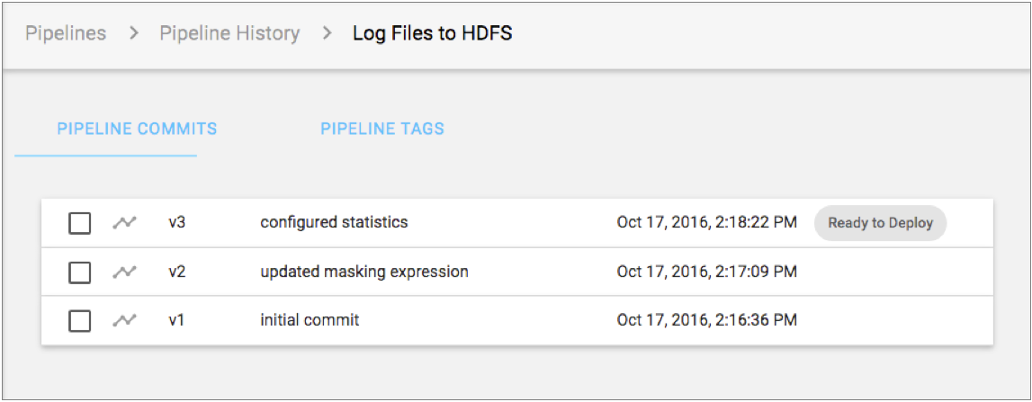 Pipelines > Pipeline History > Log Files to HDFS
PIPELINE COMMITS PIPELINE TAGS
v3 configured statistics Oct 17, 2016, 2:18:22 PM Ready to Deploy
v2 updated masking expression Oct 17, 2016, 2:17:09 PM
v1 initial commit Oct 17, 2016, 2:16:36 PM